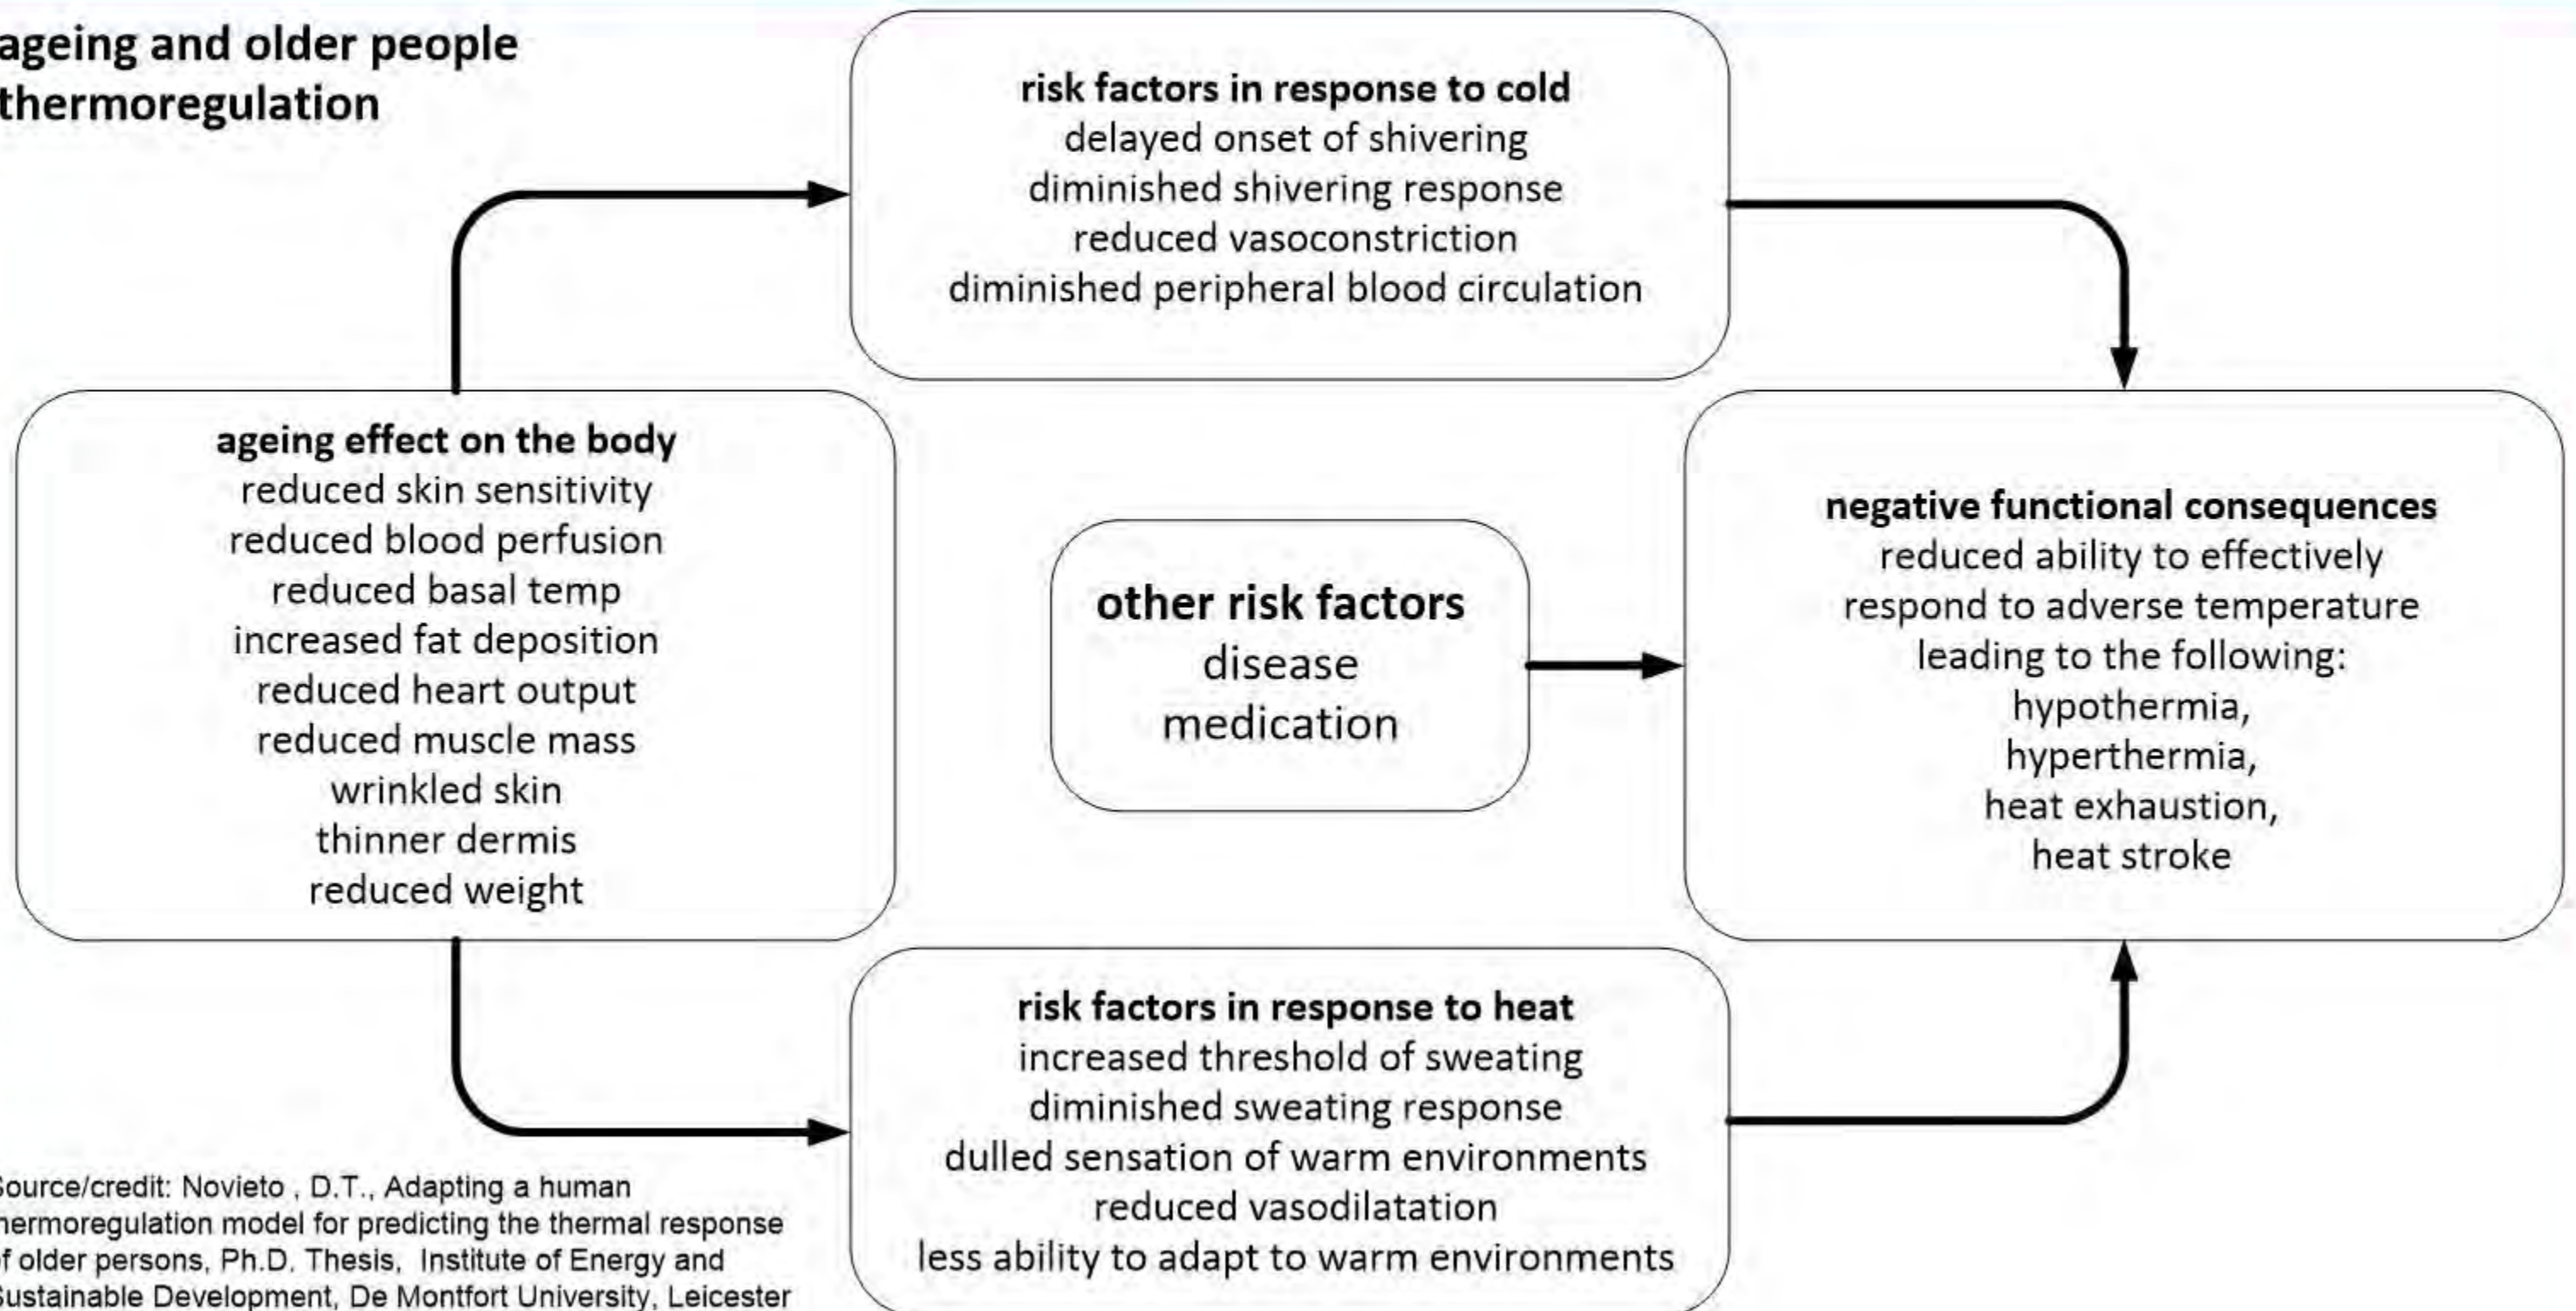 ageing and older people
thermoregulation
risk factors in response to cold
delayed onset of shivering
diminished shivering response
reduced vasoconstriction
diminished peripheral blood circulation
ageing effect on the body
reduced skin sensitivity
reduced blood perfusion
reduced basal temp
increased fat deposition
reduced heart output
reduced muscle mass
wrinkled skin
thinner dermis
reduced weight
other risk factors
disease
medication
negative functional consequences
reduced ability to effectively
respond to adverse temperature
leading to the following:
hypothermia,
hyperthermia,
heat exhaustion,
heat stroke
risk factors in response to heat
increased threshold of sweating
diminished sweating response
dulled sensation of warm environments
reduced vasodilatation
less ability to adapt to warm environments
Source/credit: Novieto , D.T., Adapting a human
hermoregulation model for predicting the thermal response
f older persons, Ph.D. Thesis, Institute of Energy and
Sustainable Development, De Montfort University, Leicester